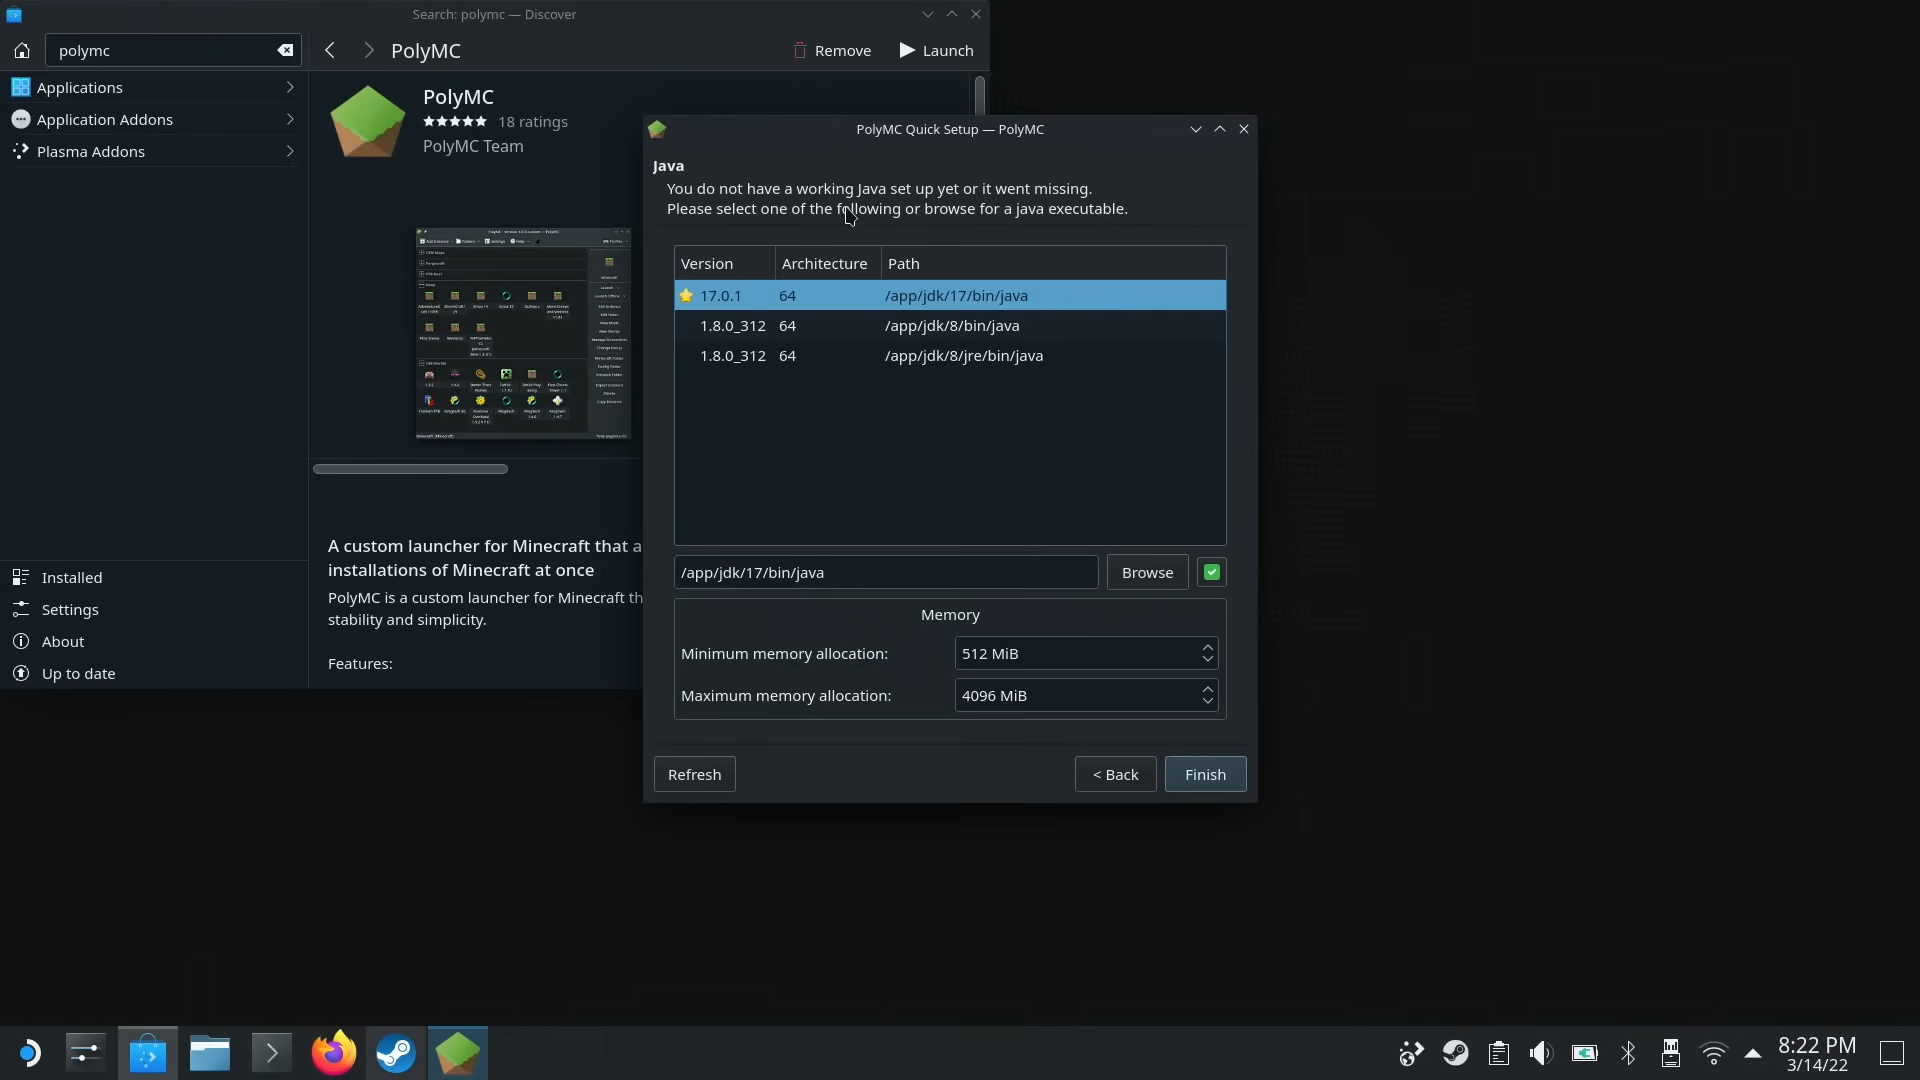 Search: polymc — Discover
polymc
PolyMC
Remove
Launch
Applications
Application Addons
Plasma Addons
PolyMC
18 ratings
PolyMC Team
A custom launcher for Minecraft that a
installations of Minecraft at once
PolyMC is a custom launcher for Minecraft th
stability and simplicity.
Features:
Installed
Settings
About
Up to date
PolyMC Quick Setup — PolyMC
Java
You do not have a working Java set up yet or it went missing.
Please select one of the following or browse for a java executable.
Version Architecture Path
17.0.1 64 /app/jdk/17/bin/java
1.8.0_312 64 /app/jdk/8/bin/java
1.8.0_312 64 /app/jdk/8/jre/bin/java
/app/jdk/17/bin/java
Browse
Memory
Minimum memory allocation: 512 MiB
Maximum memory allocation: 4096 MiB
Refresh
< Back
Finish
8:22 PM
3/14/22